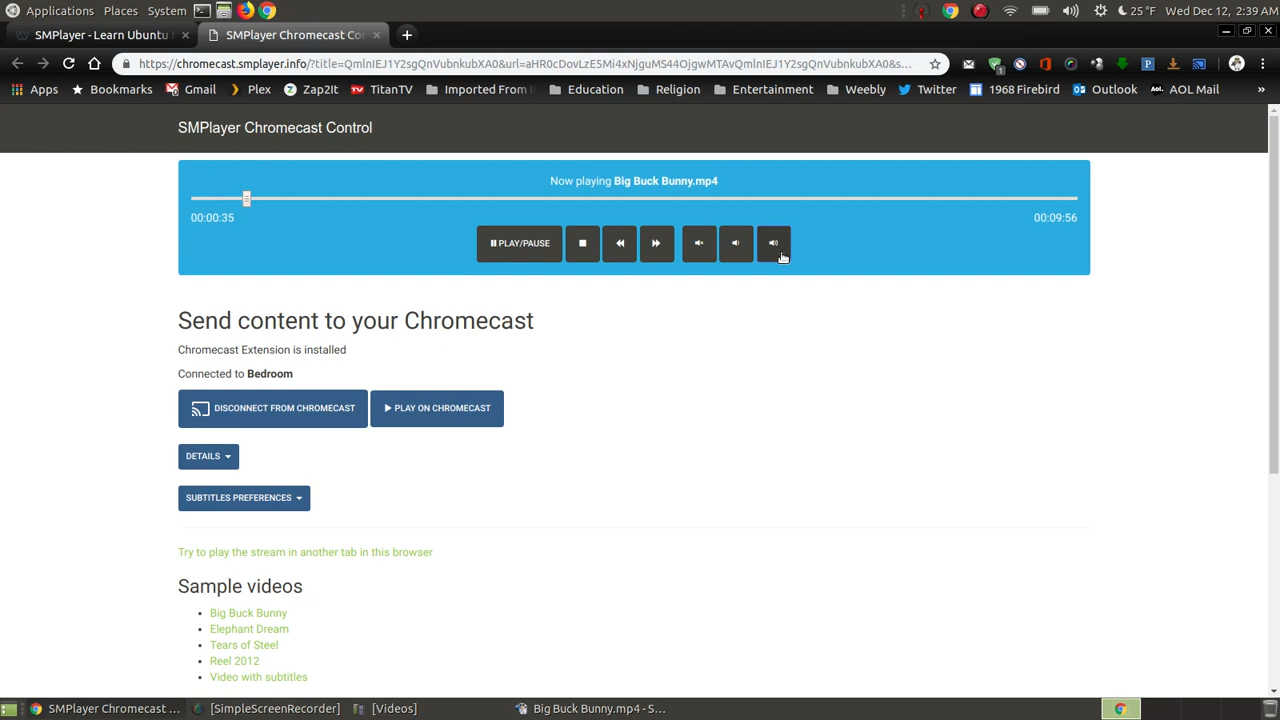 Applications Places System 25 °F Wed Dec 12, 2:39 AM
SMPlayer - Learn Ubuntu SMPlayer Chromecast Co
https://chromecast.smplayer.info/?title=QmlnIEJ1Y2sgQnVubnkubXA0&url=aHR0cDovLzE5Mi4xNjguMS44OjgwMTAvQmlnIEJ1Y2sgQnVubnkubXA0&s...
Apps Bookmarks Gmail Plex Zap2It TitanTV Imported From I Education Religion Entertainment Weebly Twitter 1968 Firebird Outlook AOL Mail »
SMPlayer Chromecast Control
Now playing Big Buck Bunny.mp4
00:00:35 00:09:56
PLAY/PAUSE
Send content to your Chromecast
Chromecast Extension is installed
Connected to Bedroom
DISCONNECT FROM CHROMECAST PLAY ON CHROMECAST
DETAILS
SUBTITLES PREFERENCES
Try to play the stream in another tab in this browser
Sample videos
Big Buck Bunny
Elephant Dream
Tears of Steel
Reel 2012
Video with subtitles
SMPlayer Chromecast ... [SimpleScreenRecorder] [Videos] Big Buck Bunny.mp4 - S...